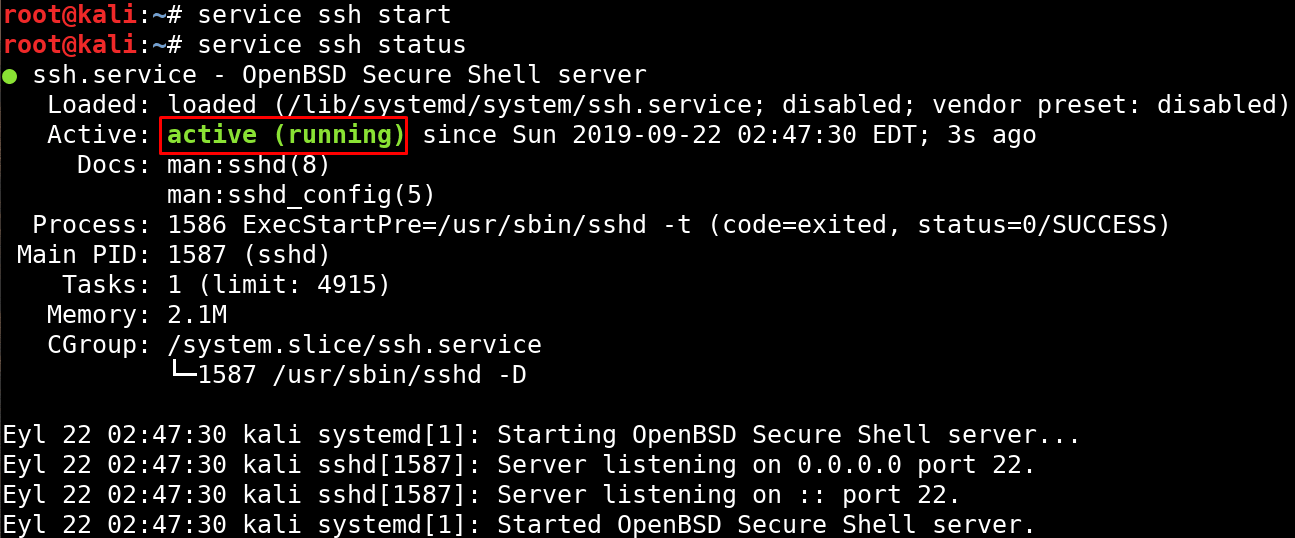 root@kali:~# service ssh start
root@kali:~# service ssh status
● ssh.service - OpenBSD Secure Shell server
   Loaded: loaded (/lib/systemd/system/ssh.service; disabled; vendor preset: disabled)
   Active: active (running) since Sun 2019-09-22 02:47:30 EDT; 3s ago
     Docs: man:sshd(8)
           man:sshd_config(5)
  Process: 1586 ExecStartPre=/usr/sbin/sshd -t (code=exited, status=0/SUCCESS)
 Main PID: 1587 (sshd)
    Tasks: 1 (limit: 4915)
   Memory: 2.1M
   CGroup: /system.slice/ssh.service
           └─1587 /usr/sbin/sshd -D

Eyl 22 02:47:30 kali systemd[1]: Starting OpenBSD Secure Shell server...
Eyl 22 02:47:30 kali sshd[1587]: Server listening on 0.0.0.0 port 22.
Eyl 22 02:47:30 kali sshd[1587]: Server listening on :: port 22.
Eyl 22 02:47:30 kali systemd[1]: Started OpenBSD Secure Shell server.